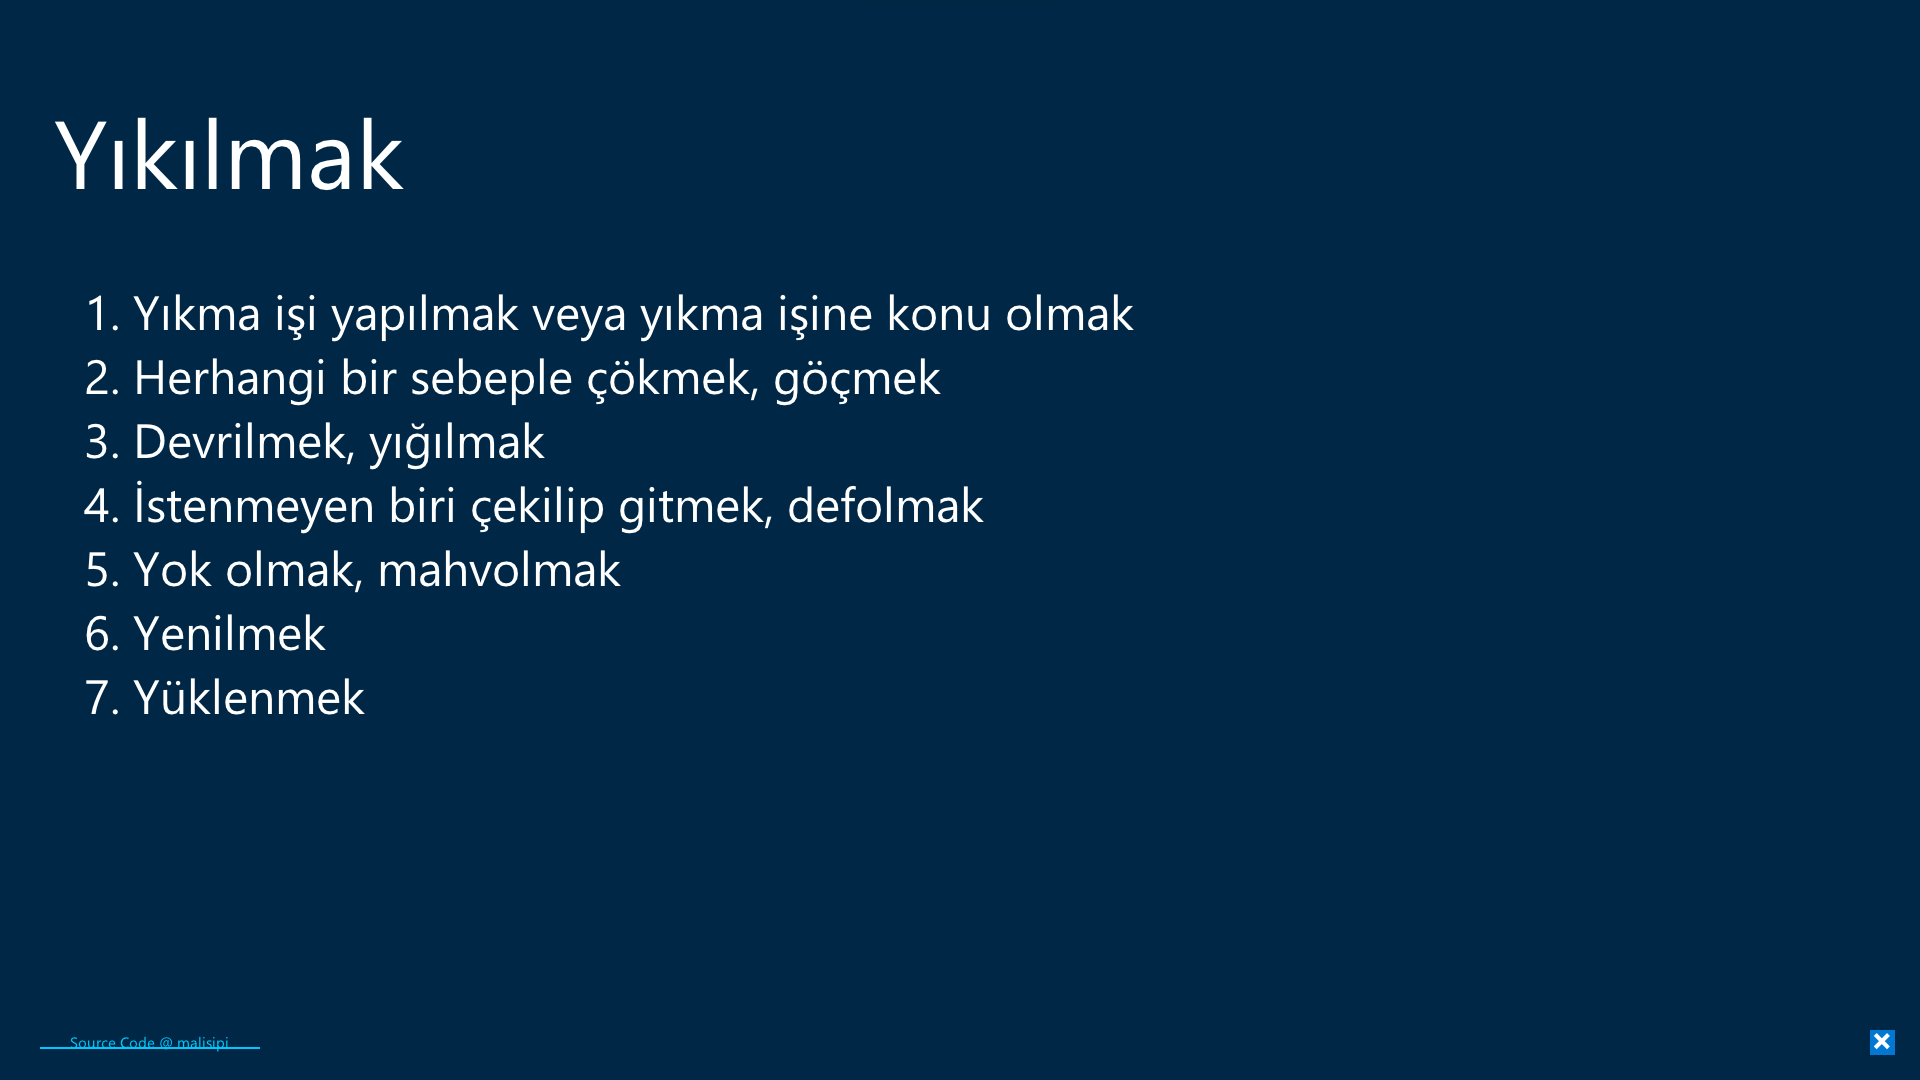 Yıkılmak
1. Yıkma işi yapılmak veya yıkma işine konu olmak
2. Herhangi bir sebeple çökmek, göçmek
3. Devrilmek, yığılmak
4. İstenmeyen biri çekilip gitmek, defolmak
5. Yok olmak, mahvolmak
6. Yenilmek
7. Yüklenmek
Source Code @ malisipi